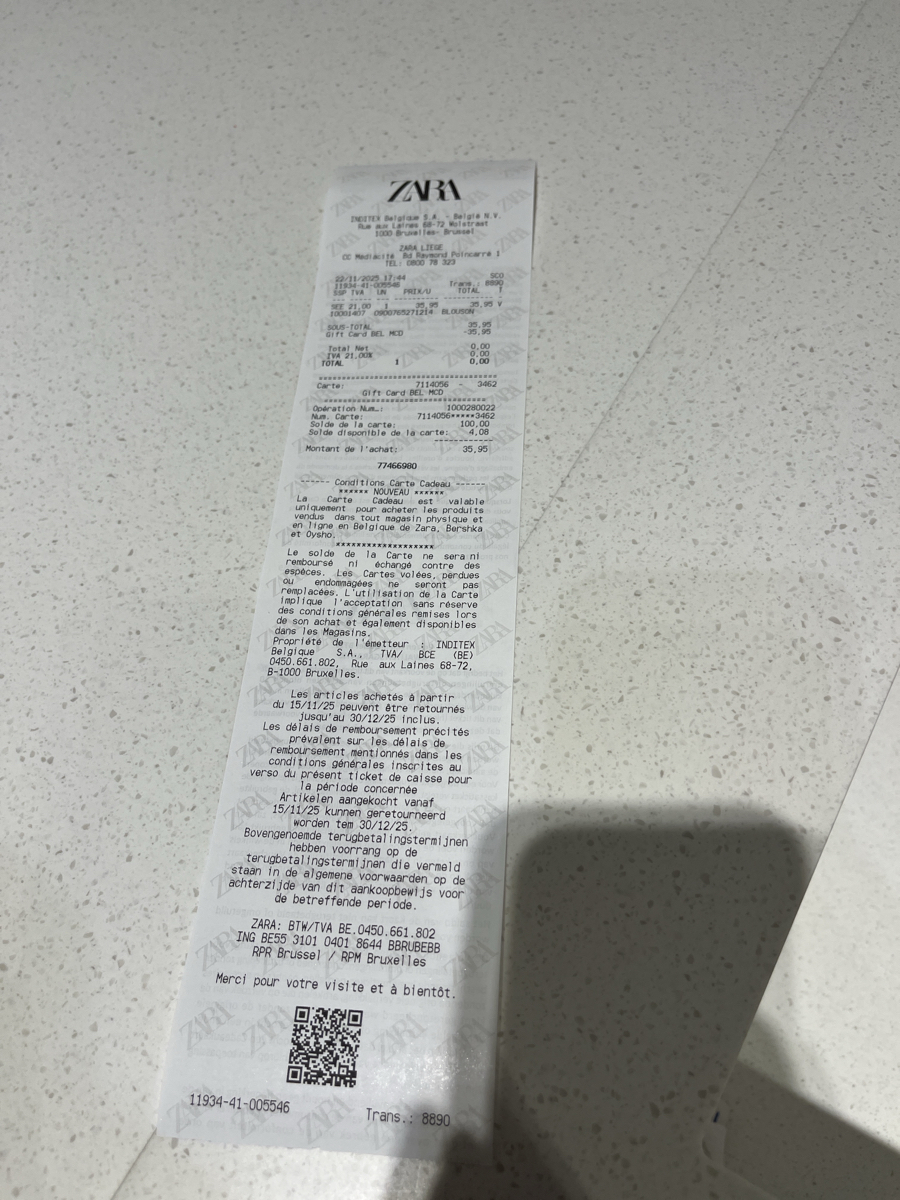 ZARA
INDITEX Belgique S.A. - België N.V.
Rue aux Laines 68-72 Wolstraat
1000 Bruxelles- Brussel
ZARA LIEGE
CC Médiacité Bd Raymond Poincarré 1
TEL: 0800 78 323
22/11/2025 17:44 SCO
11934-41-005546 Trans.: 8890
SSP TVA UN PRIX/U TOTAL T
SEE 21,00 1 35,95 35,95 V
10001407 0800765271214 BLOUSON
SOUS-TOTAL 35,95
Gift Card BEL MCD -35,95
Total Net 0,00
IVA 21,00% 0,00
TOTAL 1 0,00
****************************************
Carte: 7114056 - 3462
Gift Card BEL MCD
****************************************
Opération Num.: 1000280022
Num. Carte: 7114056*****3462
Solde de la carte: 100,00
Solde disponible de la carte: 4,08
------------
Montant de l'achat: 35,95
77466980
------ Conditions Carte Cadeau ------
****** NOUVEAU ******
La Carte Cadeau est valable
uniquement pour acheter les produits
vendus dans tout magasin physique et
en ligne en Belgique de Zara, Bershka
et Oysho.
********************
Le solde de la Carte ne sera ni
remboursé ni échangé contre des
espèces. Les Cartes volées, perdues
ou endommagées ne seront pas
remplacées. L'utilisation de la Carte
implique l'acceptation sans réserve
des conditions générales remises lors
de son achat et également disponibles
dans les Magasins.
Propriété de l'émetteur : INDITEX
Belgique S.A., TVA/ BCE (BE)
0450.661.802, Rue aux Laines 68-72,
B-1000 Bruxelles.
Les articles achetés à partir
du 15/11/25 peuvent être retournés
jusqu'au 30/12/25 inclus.
Les délais de remboursement précités
prévalent sur les délais de
remboursement mentionnés dans les
conditions générales inscrites au
verso du présent ticket de caisse pour
la période concernée
Artikelen aangekocht vanaf
15/11/25 kunnen geretourneerd
worden tem 30/12/25.
Bovengenoemde terugbetalingstermijnen
hebben voorrang op de
terugbetalingstermijnen die vermeld
staan in de algemene voorwaarden op de
achterzijde van dit aankoopbewijs voor
de betreffende periode.
ZARA: BTW/TVA BE.0450.661.802
ING BE55 3101 0401 8644 BBRUBEBB
RPR Brussel / RPM Bruxelles
Merci pour votre visite et à bientôt.
11934-41-005546 Trans.: 8890